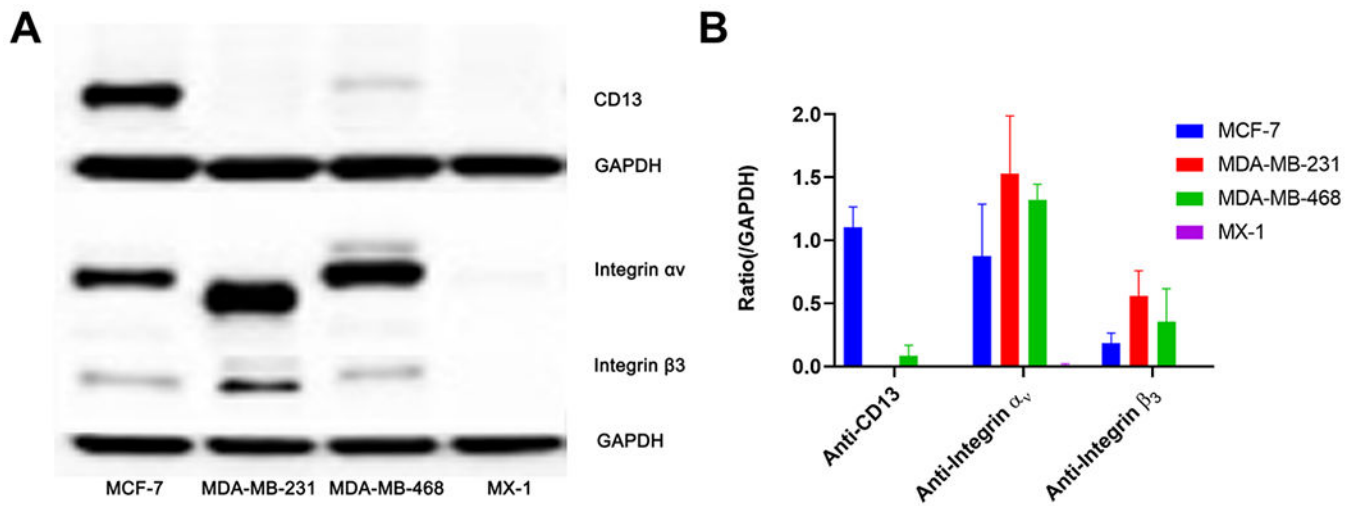 A
CD13
GAPDH
Integrin αv
Integrin β3
GAPDH
MCF-7 MDA-MB-231 MDA-MB-468 MX-1
B
Ratio(/GAPDH)
2.0
1.5
1.0
0.5
0.0
Anti-CD13
Anti-Integrin αᵥ
Anti-Integrin β₃
MCF-7
MDA-MB-231
MDA-MB-468
MX-1